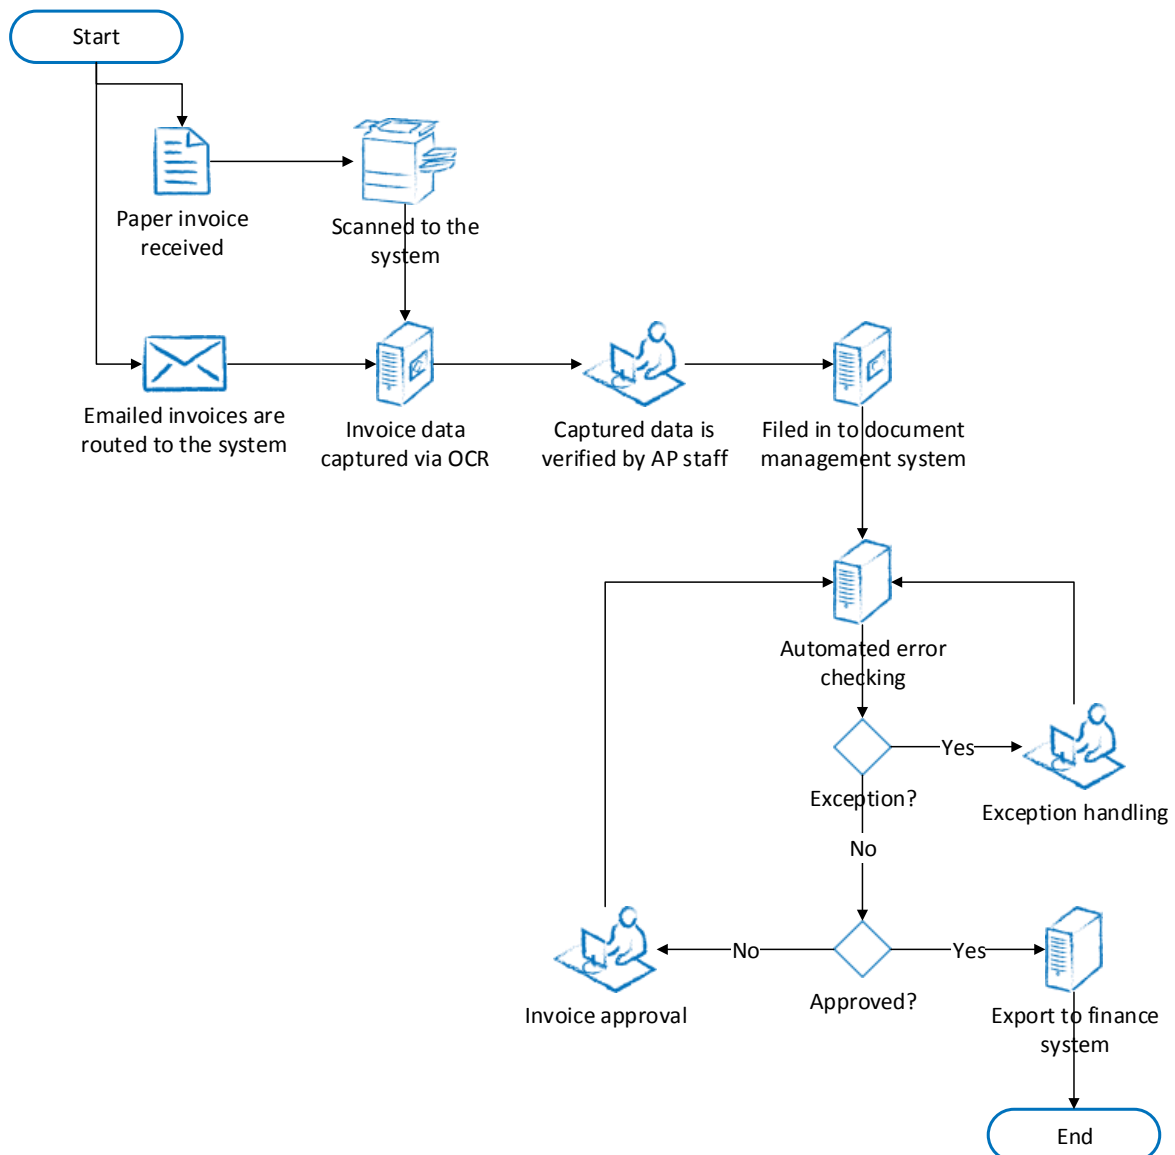 Start
Paper invoice
received
Scanned to the
system
Emailed invoices are
routed to the system
Invoice data
captured via OCR
Captured data is
verified by AP staff
Filed in to document
management system
Automated error
checking
Yes
Exception?
Exception handling
No
No
Yes
Invoice approval
Approved?
Export to finance
system
End